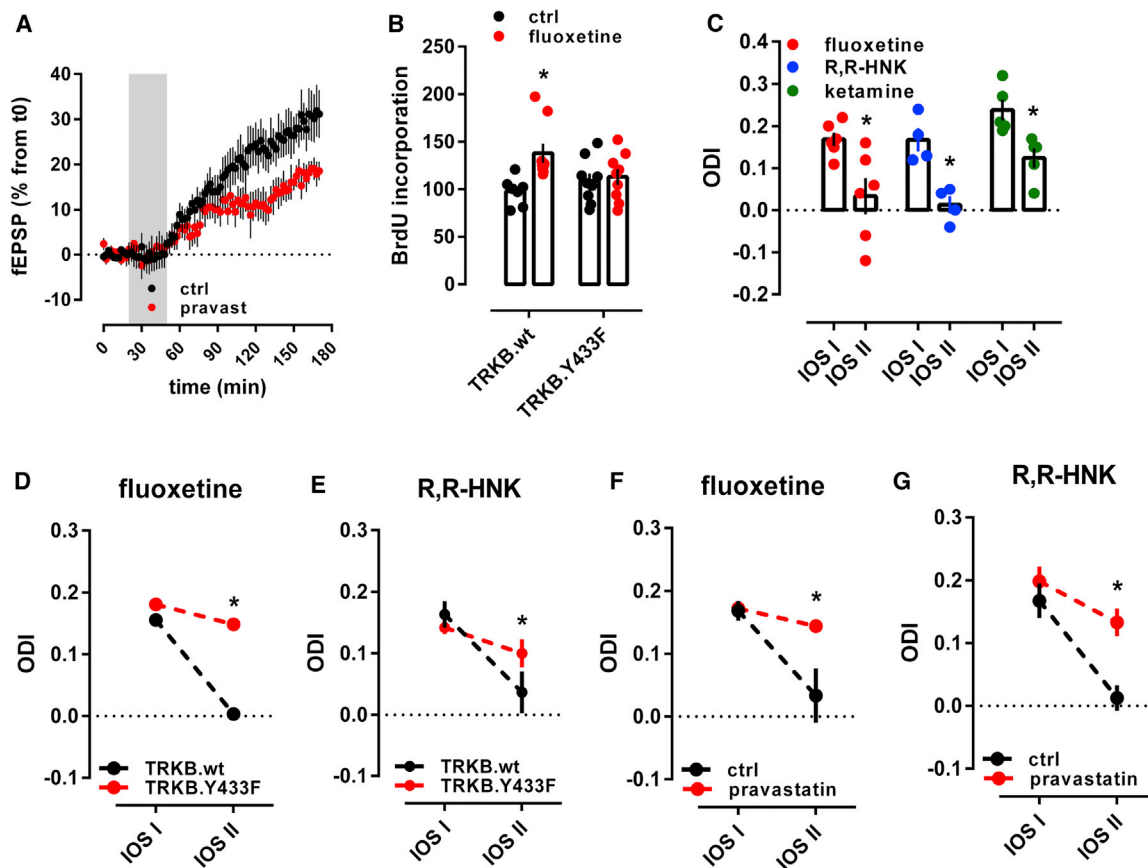 A
fEPSP (% from t0)
40
30
20
10
0
-10
ctrl
pravast
0
30
60
90
120
150
180
time (min)
B
ctrl
fluoxetine
BrdU incorporation
250
200
150
100
50
0
*
TRKB.wt
TRKB.Y433F
C
fluoxetine
R,R-HNK
ketamine
ODI
0.4
0.3
0.2
0.1
0.0
-0.1
-0.2
*
*
*
IOS I
IOS II
IOS I
IOS II
IOS I
IOS II
D
fluoxetine
ODI
0.3
0.2
0.1
0.0
-0.1
*
TRKB.wt
TRKB.Y433F
IOS I
IOS II
E
R,R-HNK
ODI
0.3
0.2
0.1
0.0
-0.1
*
TRKB.wt
TRKB.Y433F
IOS I
IOS II
F
fluoxetine
ODI
0.3
0.2
0.1
0.0
-0.1
*
ctrl
pravastatin
IOS I
IOS II
G
R,R-HNK
ODI
0.3
0.2
0.1
0.0
-0.1
*
ctrl
pravastatin
IOS I
IOS II